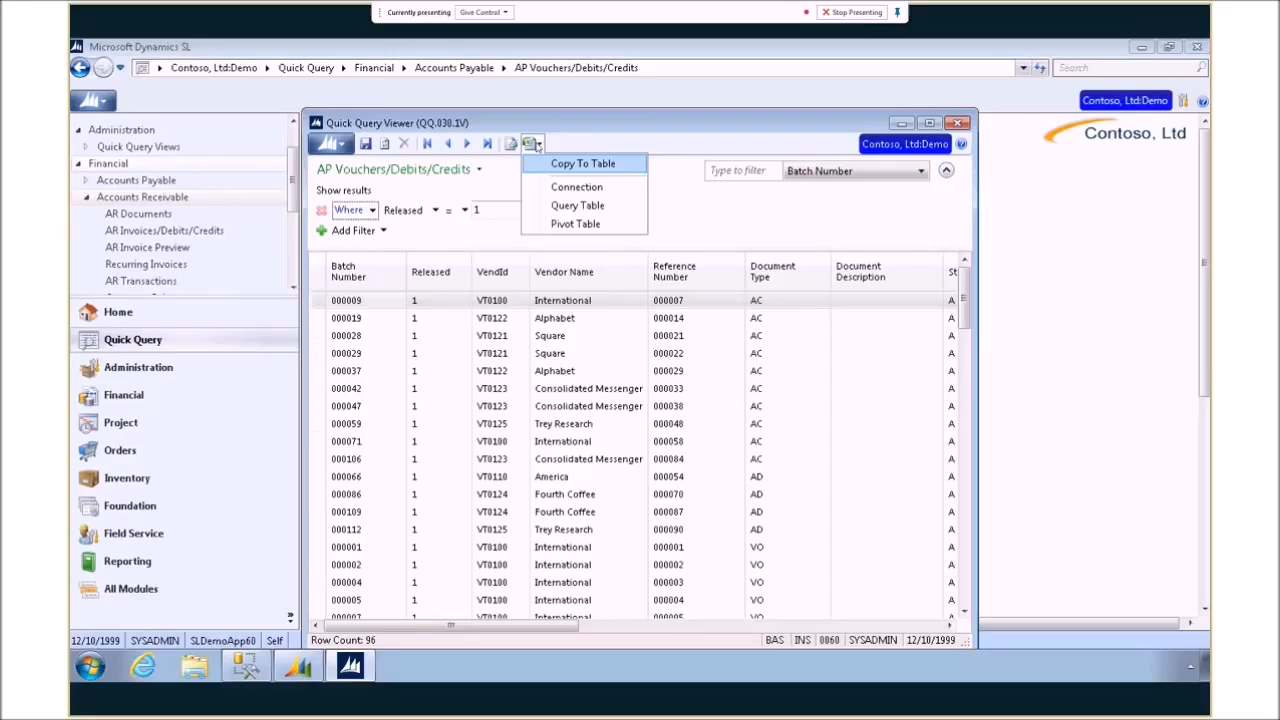 Currently presenting Give Control Stop Presenting
Microsoft Dynamics SL
Contoso, Ltd:Demo Quick Query Financial Accounts Payable AP Vouchers/Debits/Credits Search
Contoso, Ltd:Demo
Contoso, Ltd
Administration
Quick Query Views
Financial
Accounts Payable
Accounts Receivable
AR Documents
AR Invoices/Debits/Credits
AR Invoice Preview
Recurring Invoices
AR Transactions
Home
Quick Query
Administration
Financial
Project
Orders
Inventory
Foundation
Field Service
Reporting
All Modules
12/10/1999 SYSADMIN SLDemoApp60 Self
Quick Query Viewer (QQ.030.1V)
Contoso, Ltd:Demo
Copy To Table
Connection
Query Table
Pivot Table
AP Vouchers/Debits/Credits Type to filter Batch Number
Show results
Where Released = 1
Add Filter
Batch Number Released VendId Vendor Name Reference Number Document Type Document Description St
000009 1 VT0100 International 000007 AC A
000019 1 VT0122 Alphabet 000014 AC A
000028 1 VT0121 Square 000021 AC A
000029 1 VT0121 Square 000022 AC A
000037 1 VT0122 Alphabet 000029 AC A
000042 1 VT0123 Consolidated Messenger 000033 AC A
000047 1 VT0123 Consolidated Messenger 000038 AC A
000059 1 VT0125 Trey Research 000048 AC A
000071 1 VT0100 International 000058 AC A
000106 1 VT0123 Consolidated Messenger 000084 AC A
000066 1 VT0110 America 000054 AD A
000086 1 VT0124 Fourth Coffee 000070 AD A
000109 1 VT0124 Fourth Coffee 000087 AD A
000112 1 VT0125 Trey Research 000090 AD A
000001 1 VT0100 International 000001 VO A
000002 1 VT0100 International 000002 VO A
000004 1 VT0100 International 000003 VO A
000005 1 VT0100 International 000004 VO A
Row Count: 96 BAS INS 0060 SYSADMIN 12/10/1999